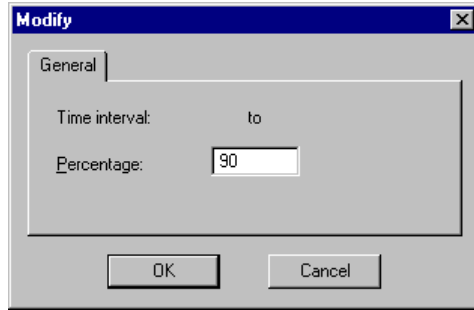 Modify
General
Time interval: to
Percentage: 90
OK Cancel